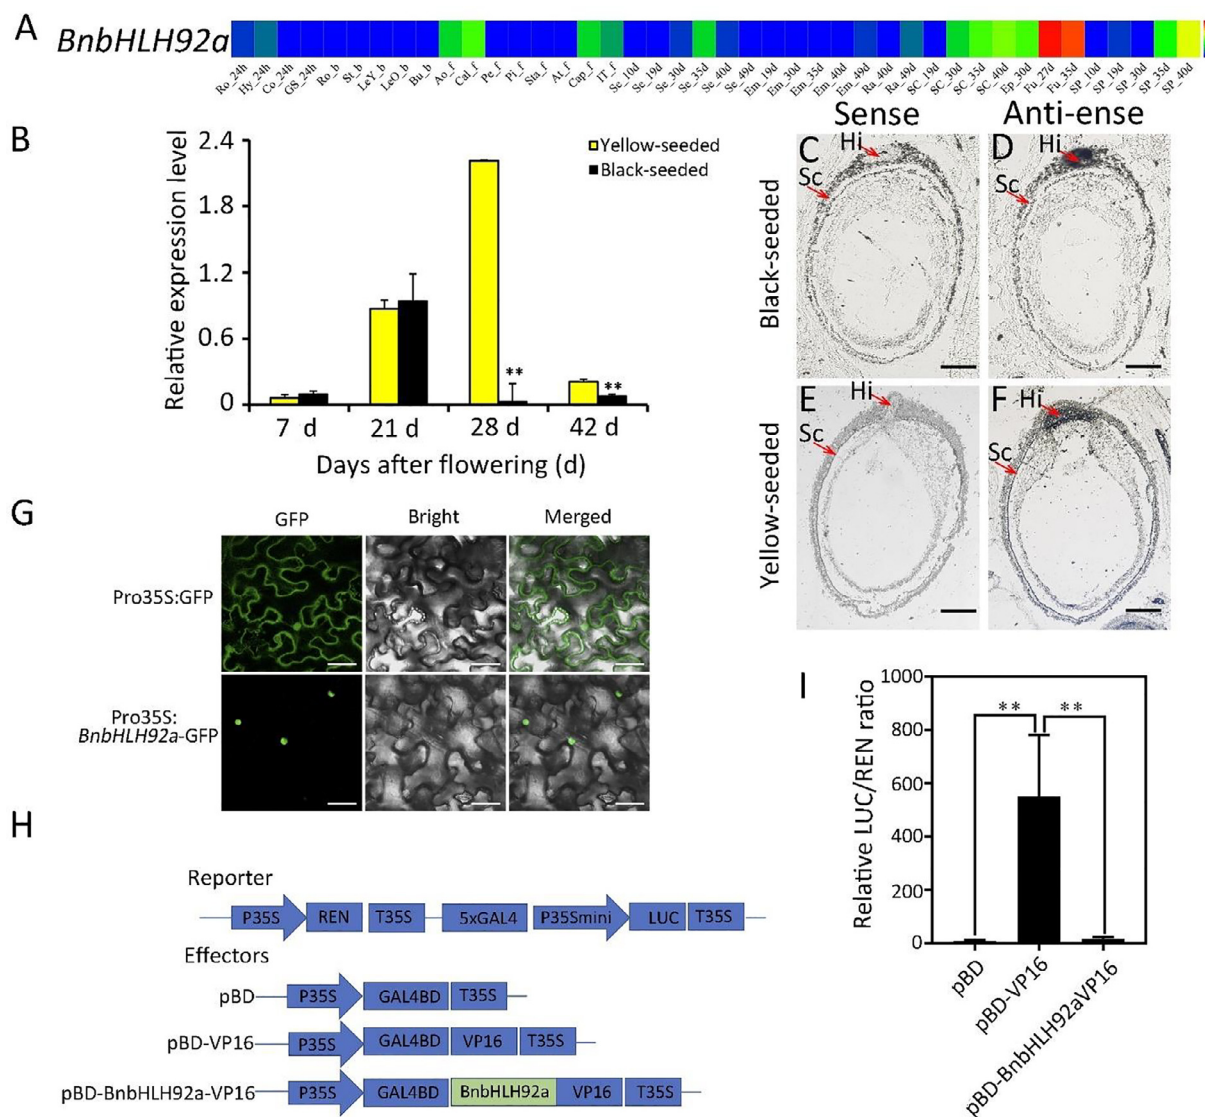 A
BnbHLH92a
Ro_24h Hy_24h Co_24h GS_24h Ro_b St_b LeY_b LeO_b Bu_b Ao_f Cal_f Pe_f Pi_f Sta_f At_f Cap_f IT_f Se_10d Se_19d Se_30d Se_35d Se_40d Se_49d Em_19d Em_30d Em_35d Em_40d Em_49d Ra_40d Ra_49d SC_19d SC_30d SC_35d SC_40d Ep_30d Fu_27d Fu_35d SP_10d SP_19d SP_30d SP_35d SP_40d
B
Relative expression level
2.4
1.8
1.2
0.6
0
Yellow-seeded
Black-seeded
**
**
7 d 21 d 28 d 42 d
Days after flowering (d)
Sense Anti-ense
Black-seeded
C Hi
Sc
D Hi
Sc
Yellow-seeded
E Hi
Sc
F Hi
Sc
G
GFP Bright Merged
Pro35S:GFP
Pro35S:
BnbHLH92a-GFP
H
Reporter
P35S REN T35S 5xGAL4 P35Smini LUC T35S
Effectors
pBD P35S GAL4BD T35S
pBD-VP16 P35S GAL4BD VP16 T35S
pBD-BnbHLH92a-VP16 P35S GAL4BD BnbHLH92a VP16 T35S
I
Relative LUC/REN ratio
1000
800
600
400
200
0
** **
pBD
pBD-VP16
pBD-BnbHLH92aVP16